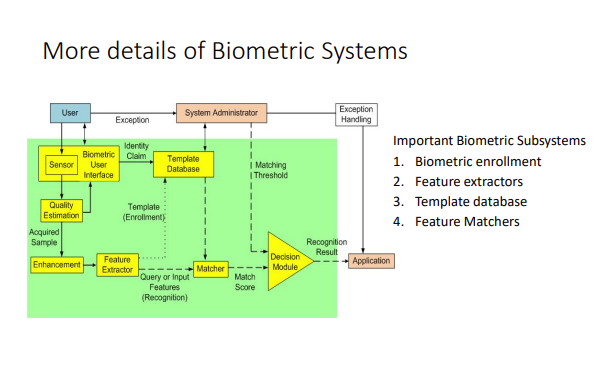 More details of Biometric Systems
User
Exception
System Administrator
Exception
Handling
Important Biometric Subsystems
1. Biometric enrollment
2. Feature extractors
3. Template database
4. Feature Matchers
Sensor
Biometric
User
Interface
Identity
Claim
Template
Database
Matching
Threshold
Quality
Estimation
Template
(Enrollment)
Acquired
Sample
Enhancement
Feature
Extractor
Query or Input
Features
(Recognition)
Matcher
Match
Score
Decision
Module
Recognition
Result
Application